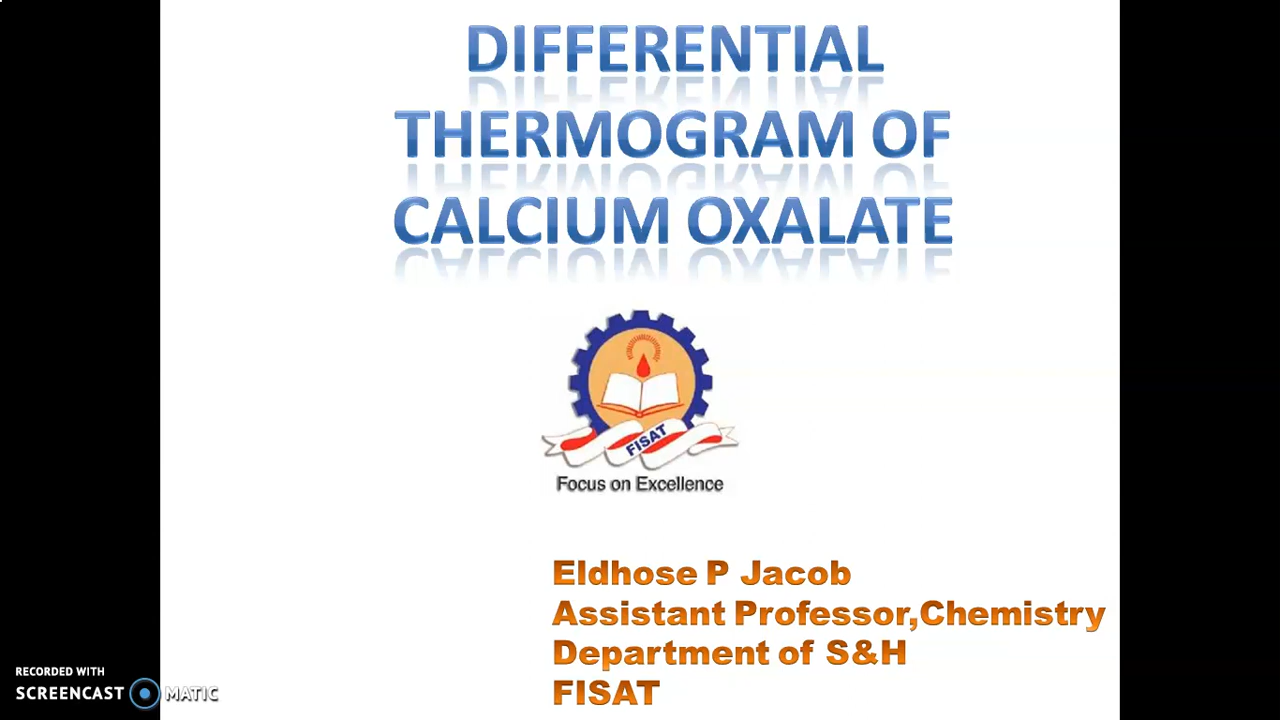 DIFFERENTIAL
THERMOGRAM OF
CALCIUM OXALATE
FISAT
Focus on Excellence
Eldhose P Jacob
Assistant Professor,Chemistry
Department of S&H
FISAT
RECORDED WITH
SCREENCAST MATIC